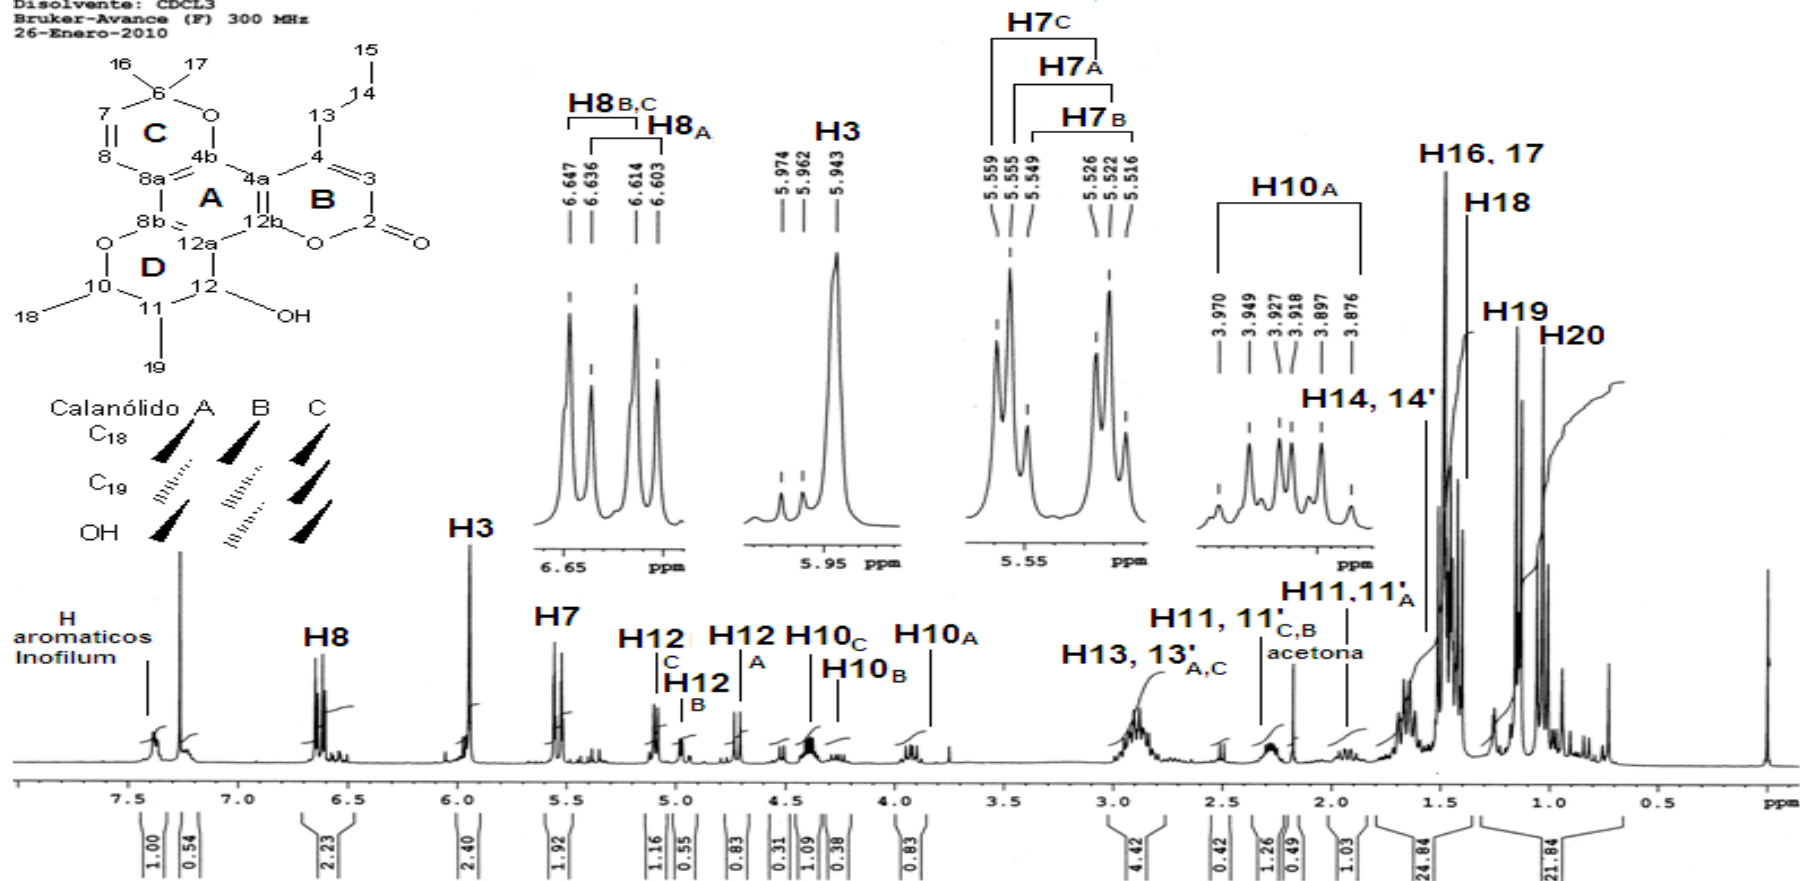 Disolvente: CDCL3
Bruker-Avance (F) 300 MHz
26-Enero-2010
15
16 17
14
6
7 O 13
C
8 4b 4
8a 4a 3
A B
8b 12b 2
O 12a O O
D
10 12
18 11 OH
19
Calanólido A B C
C18
C19
OH
H8B,C
H8A
6.647
6.636
6.614
6.603
6.65 ppm
H3
5.974
5.962
5.943
5.95 ppm
H7C
H7A
H7B
5.559
5.555
5.549
5.526
5.522
5.516
5.55 ppm
H10A
3.970
3.949
3.927
3.918
3.897
3.876
ppm
H16, 17
H18
H19
H20
H14, 14'
H
aromaticos
Inofilum
H8
H3
H7
H12
C
H12
B
H12
A
H10C
H10B
H10A
H13, 13'A,C
H11, 11'C,B
acetona
H11,11'A
7.5 7.0 6.5 6.0 5.5 5.0 4.5 4.0 3.5 3.0 2.5 2.0 1.5 1.0 0.5 ppm
1.00
0.54
2.23
2.40
1.92
1.16
0.55
0.83
0.31
1.09
0.38
0.83
4.42
0.42
1.26
0.49
1.03
24.84
21.84